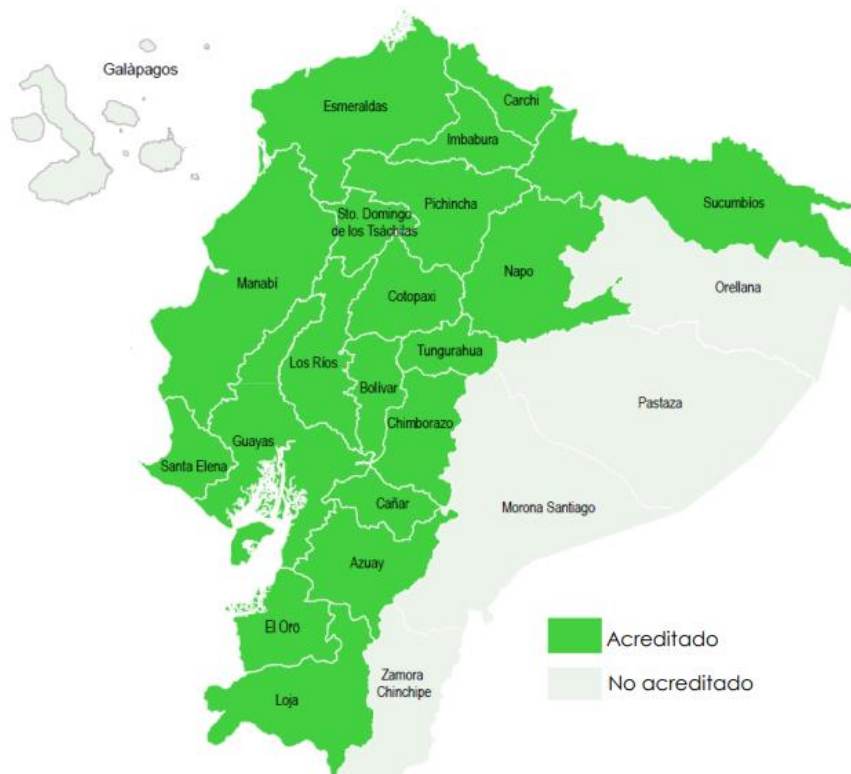 Galàpagos
Esmeraldas
Carchi
Imbabura
Pichincha
Sucumbíos
Sto. Domingo
de los Tsáchilas
Napo
Manabí
Cotopaxi
Orellana
Los Ríos
Tungurahua
Bolívar
Pastaza
Chimborazo
Guayas
Santa Elena
Cañar
Morona Santiago
Azuay
El Oro
Acreditado
Zamora
Chinchipe
No acreditado
Loja